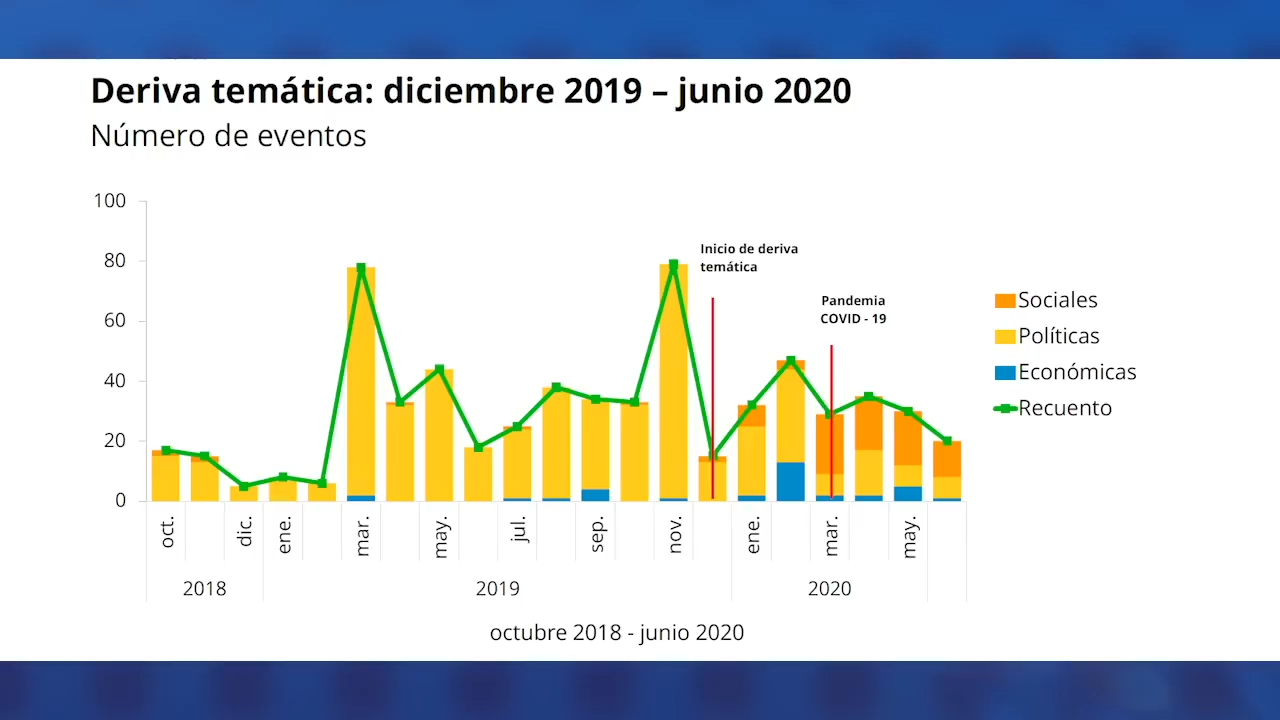 Deriva temática: diciembre 2019 – junio 2020
Número de eventos
100
80
60
40
20
0
Inicio de deriva
temática
Pandemia
COVID - 19
Sociales
Políticas
Económicas
Recuento
oct.
dic.
ene.
mar.
may.
jul.
sep.
nov.
ene.
mar.
may.
2018
2019
2020
octubre 2018 - junio 2020